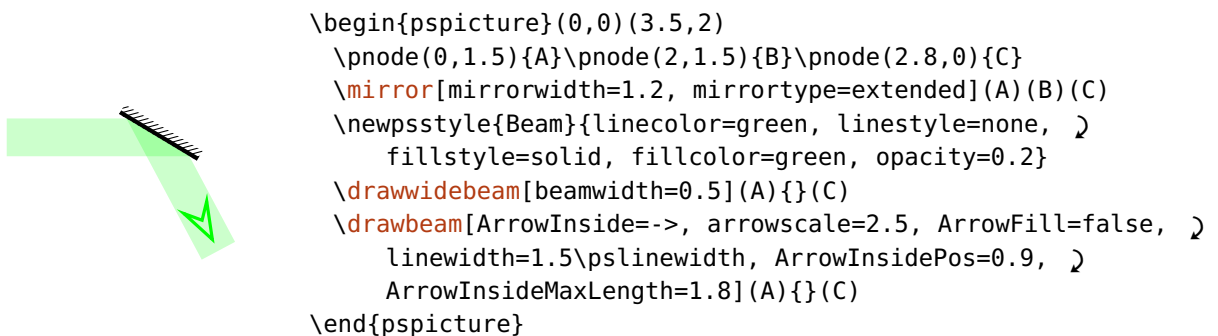 \begin{pspicture}(0,0)(3.5,2)
\pnode(0,1.5){A}\pnode(2,1.5){B}\pnode(2.8,0){C}
\mirror[mirrorwidth=1.2, mirrortype=extended](A)(B)(C)
\newpsstyle{Beam}{linecolor=green, linestyle=none,
fillstyle=solid, fillcolor=green, opacity=0.2}
\drawwidebeam[beamwidth=0.5](A){}(C)
\drawbeam[ArrowInside=->, arrowscale=2.5, ArrowFill=false,
linewidth=1.5\pslinewidth, ArrowInsidePos=0.9,
ArrowInsideMaxLength=1.8](A){}(C)
\end{pspicture}